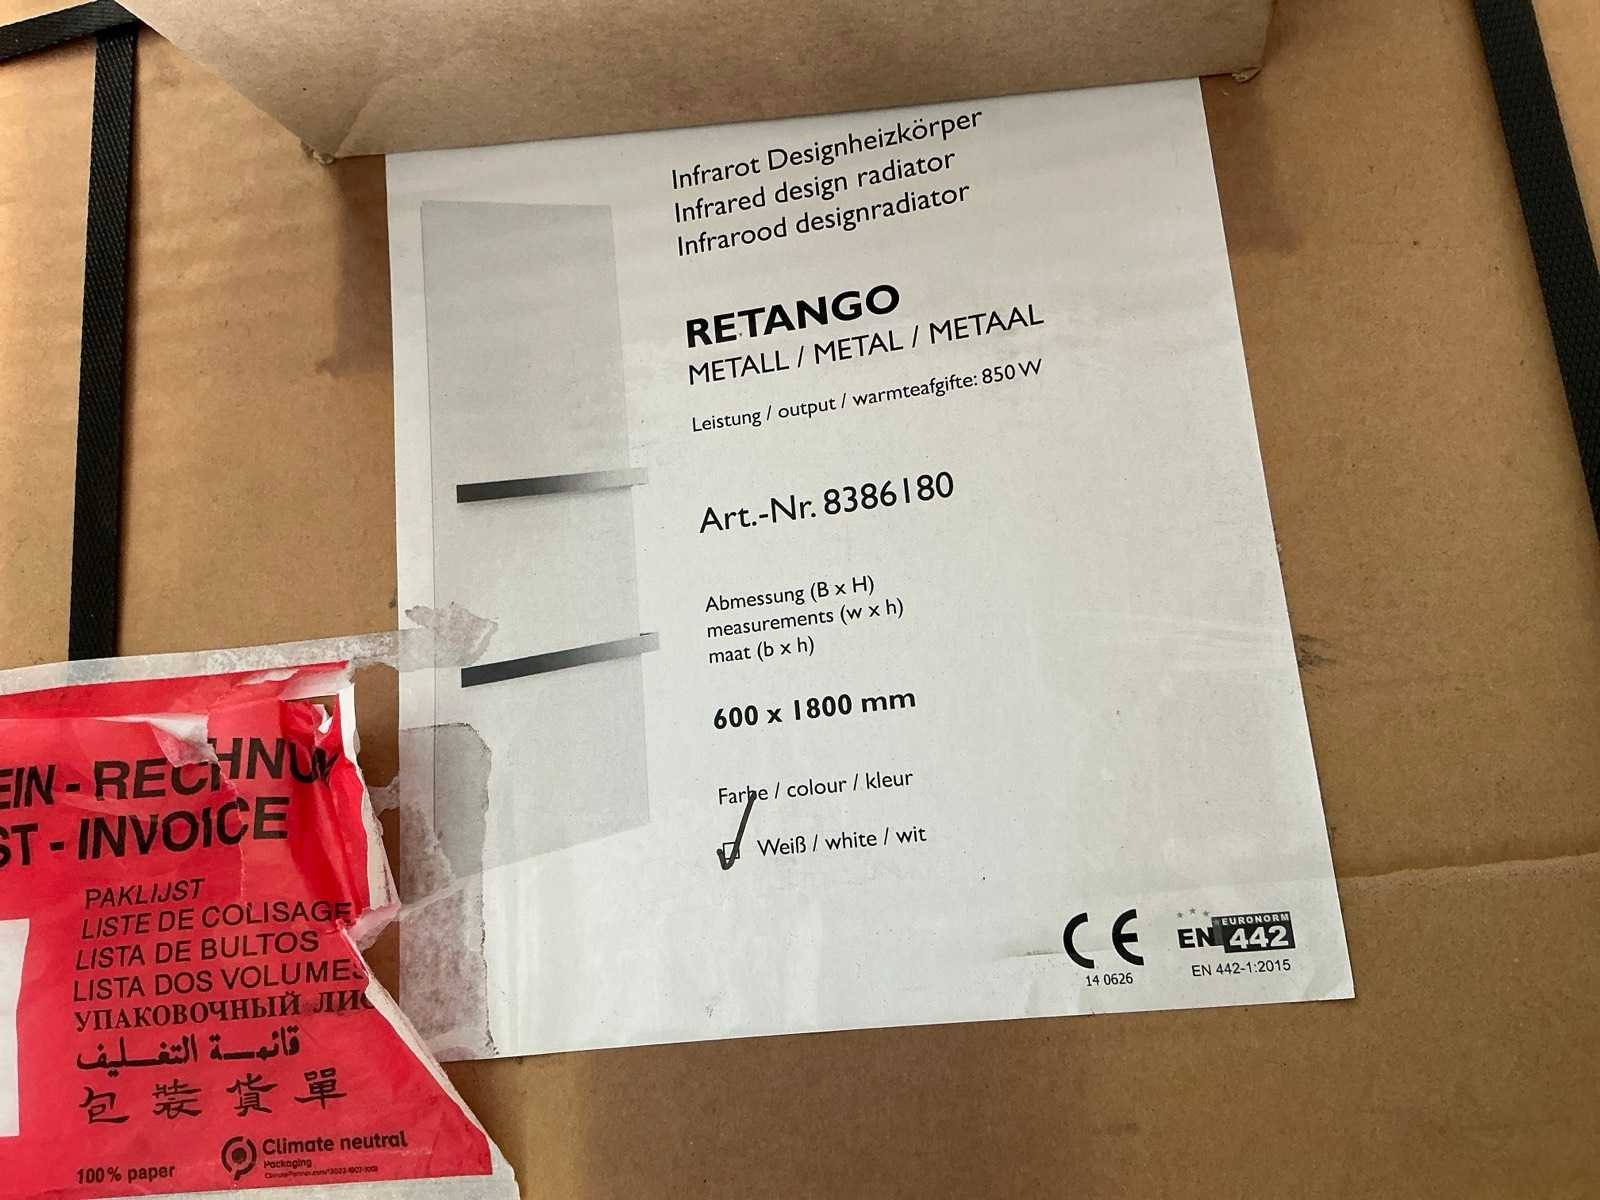 Infrarot Designheizkörper
Infrared design radiator
Infrarood designradiator
RETANGO
METALL / METAL / METAAL
Leistung / output / warmteafgifte: 850 W
Art.-Nr. 8386180
Abmessung (B x H)
measurements (w x h)
maat (b x h)
600 x 1800 mm
Farbe / colour / kleur
Weiß / white / wit
CE
14 0626
EURONORM
EN 442
EN 442-1:2015
EIN - RECHNU
ST - INVOICE
PAKLIJST
LISTE DE COLISAGE
LISTA DE BULTOS
LISTA DOS VOLUMES
УПАКОВОЧНЫЙ ЛИС
قائمة التغليف
包裝貨單
Climate neutral
Packaging
100% paper